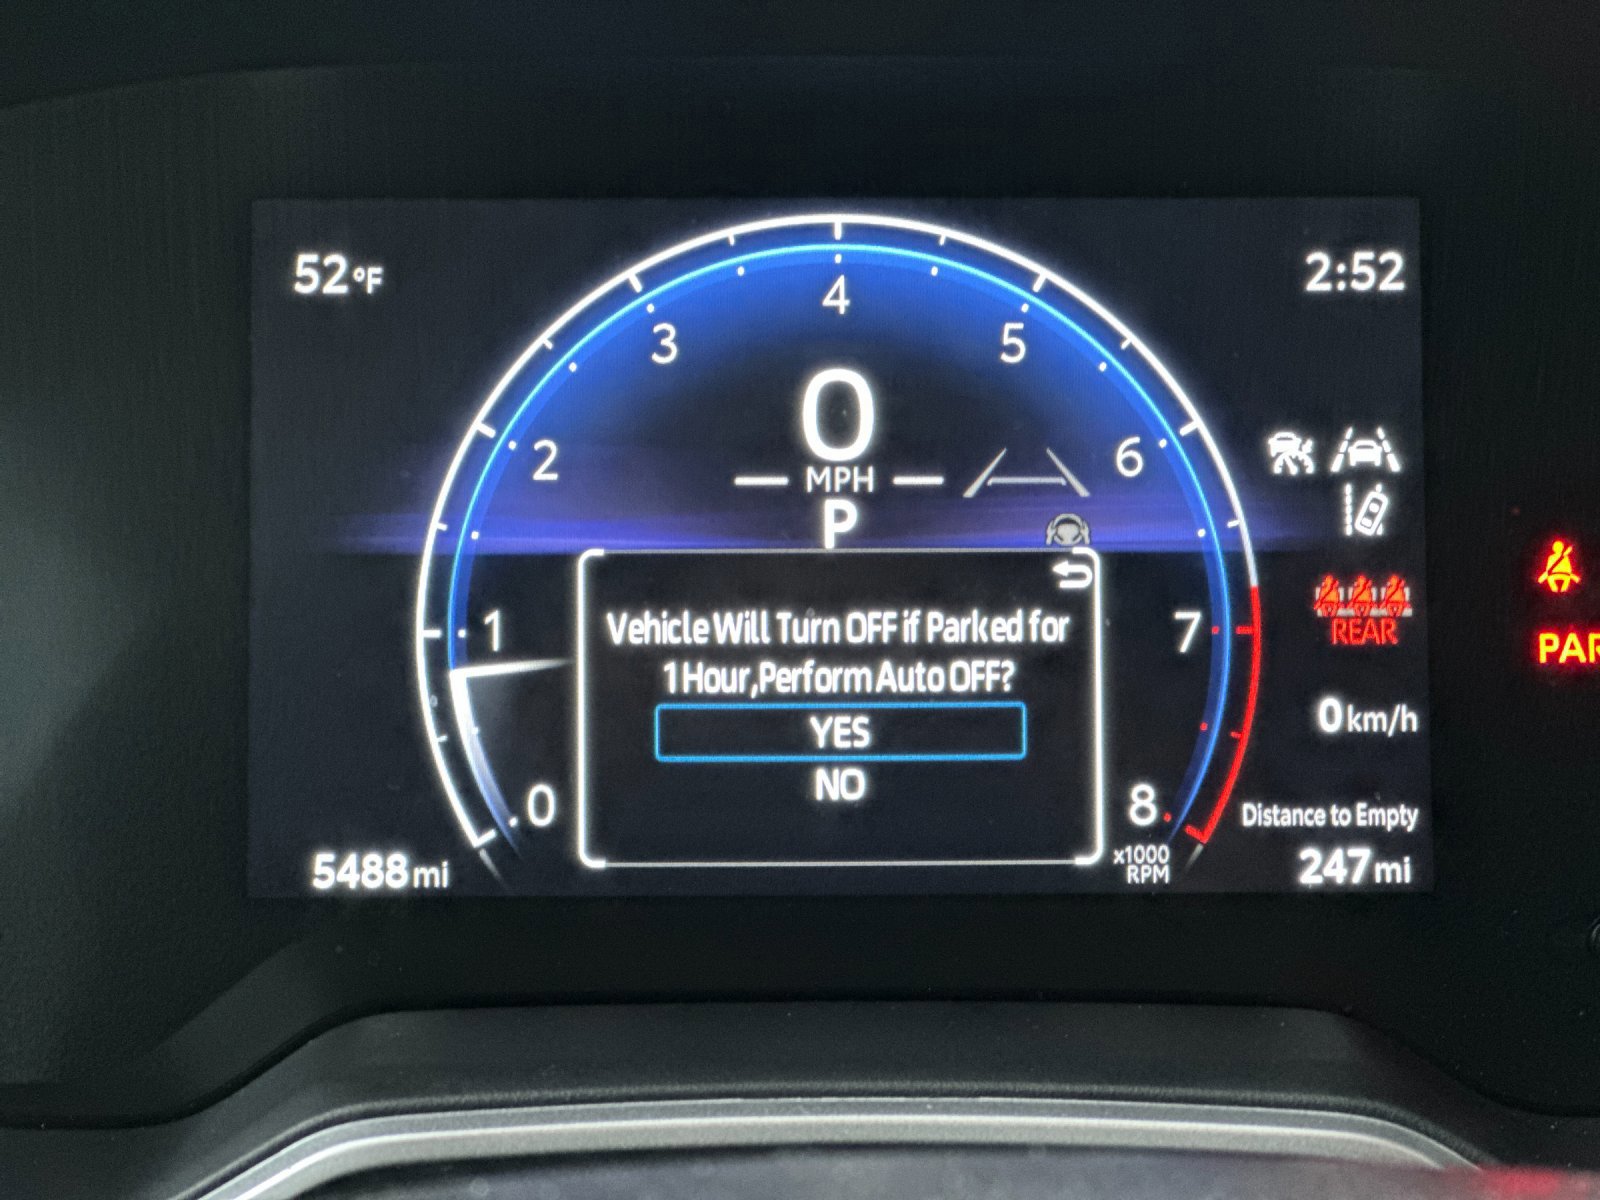 52°F
2:52
4
3
5
0
2
6
MPH
P
Vehicle Will Turn OFF if Parked for
1 Hour,Perform Auto OFF?
YES
NO
1
7
REAR
PAR
0 km/h
0
8
x1000
RPM
Distance to Empty
5488 mi
247 mi